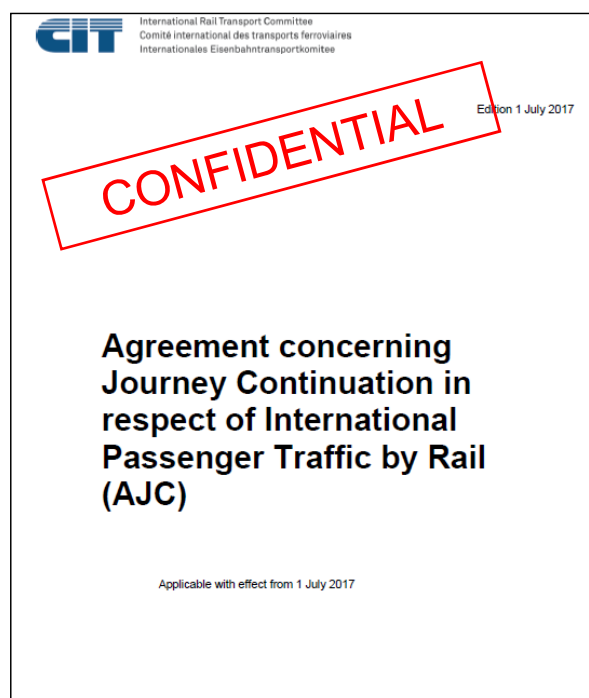 CIT
International Rail Transport Committee
Comité international des transports ferroviaires
Internationales Eisenbahntransportkomitee
Edition 1 July 2017
CONFIDENTIAL
Agreement concerning
Journey Continuation in
respect of International
Passenger Traffic by Rail
(AJC)
Applicable with effect from 1 July 2017